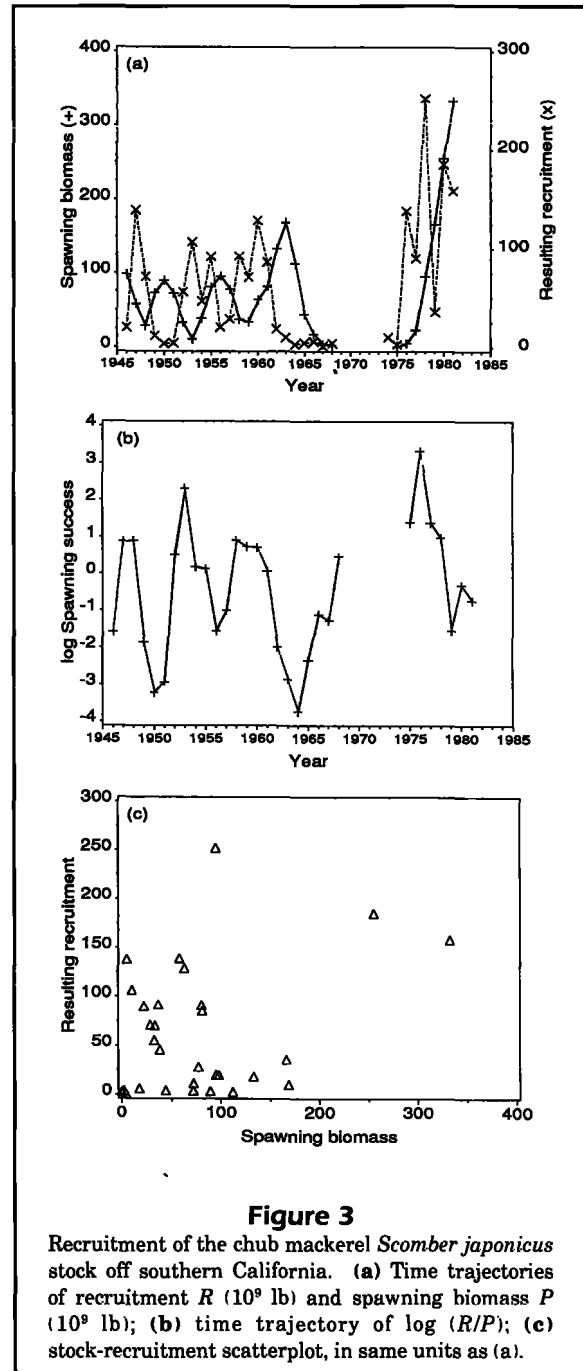 (a)
400
300
200
100
0
Spawning biomass (+)
300
200
100
0
Resulting recruitment (x)
1945 1950 1955 1960 1965 1970 1975 1980 1985
Year
(b)
4
3
2
1
0
-1
-2
-3
-4
log Spawning success
1945 1950 1955 1960 1965 1970 1975 1980 1985
Year
(c)
300
250
200
150
100
50
0
Resulting recruitment
0 100 200 300 400
Spawning biomass
Figure 3
Recruitment of the chub mackerel Scomber japonicus
stock off southern California. (a) Time trajectories
of recruitment R (10⁹ lb) and spawning biomass P
(10⁹ lb); (b) time trajectory of log (R/P); (c)
stock-recruitment scatterplot, in same units as (a).